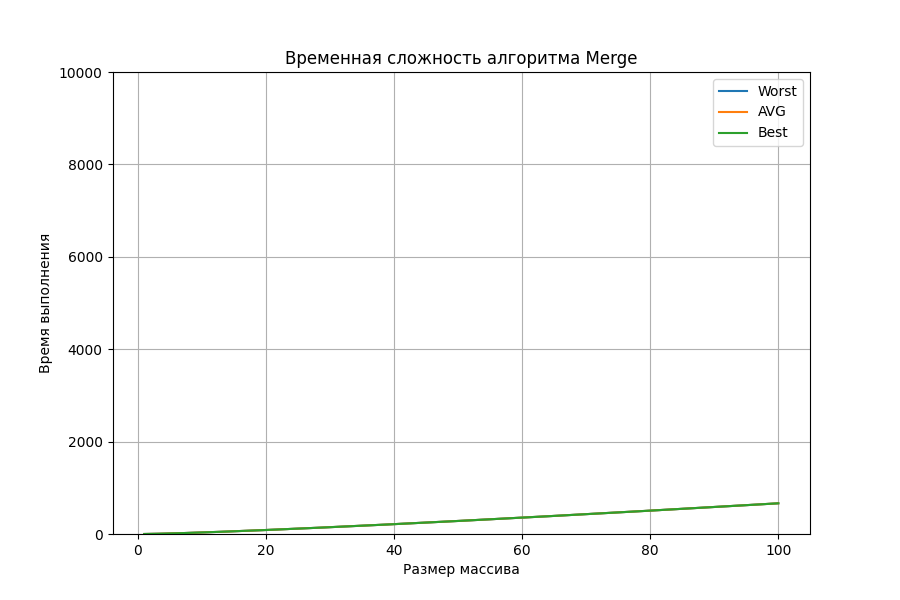 Временная сложность алгоритма Merge
10000
8000
6000
4000
2000
0
Время выполнения
Worst
AVG
Best
0 20 40 60 80 100
Размер массива